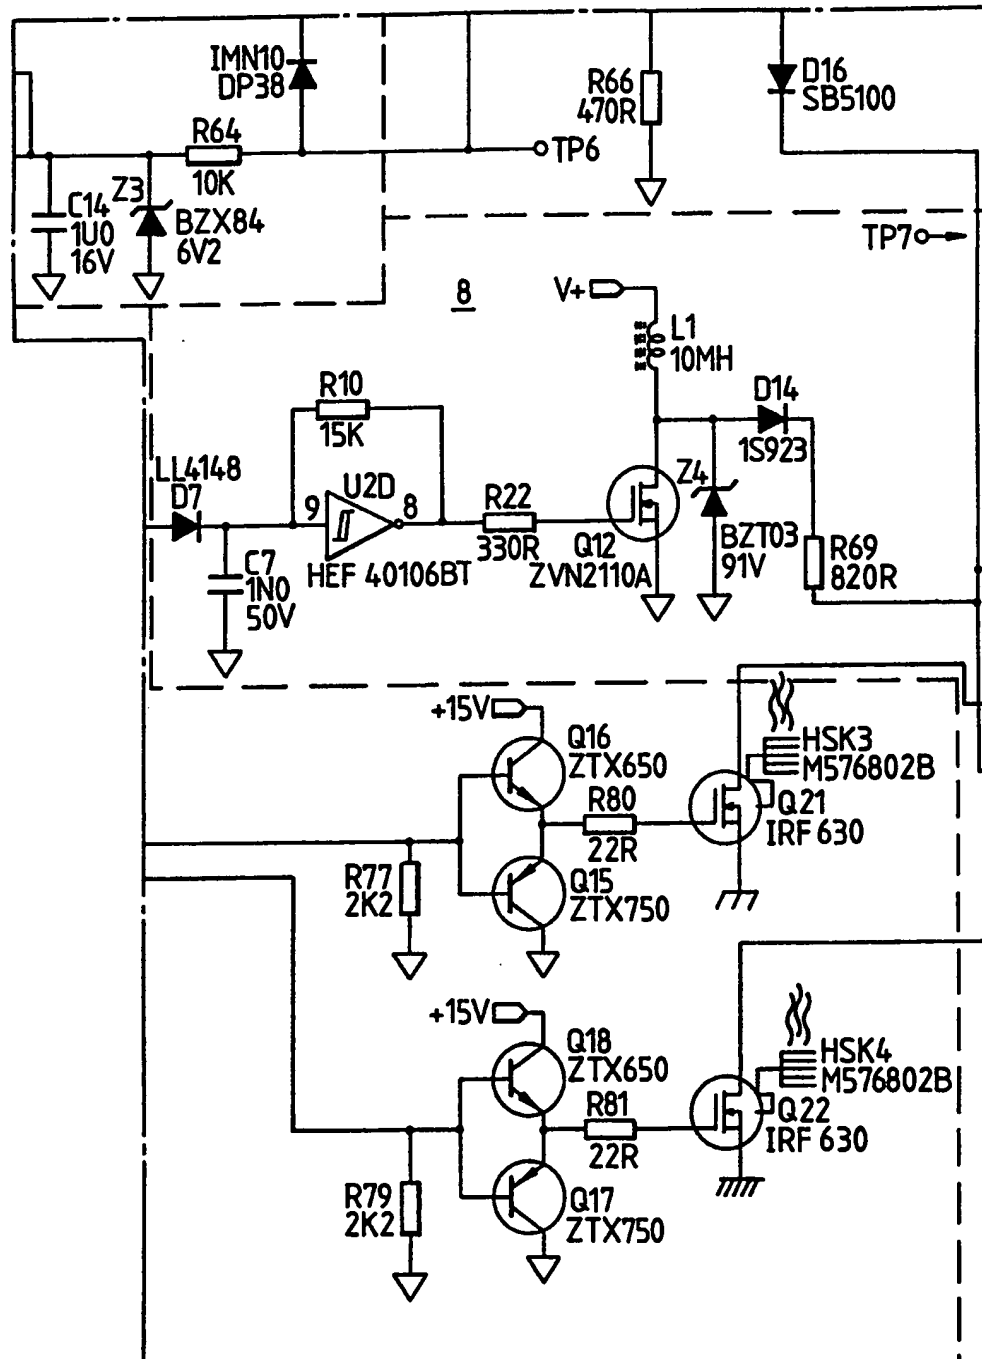 IMN10
DP38
R66
470R
D16
SB5100
R64
10K
TP6
Z3
BZX84
6V2
C14
1U0
16V
TP7
8
V+
L1
10MH
R10
15K
D14
1S923
LL4148
D7
U2D
9
8
R22
330R
Z4
Q12
ZVN2110A
BZT03
91V
R69
820R
HEF 40106BT
C7
1N0
50V
+15V
Q16
ZTX650
HSK3
M576802B
R80
22R
Q21
IRF 630
R77
2K2
Q15
ZTX750
+15V
Q18
ZTX650
HSK4
M576802B
R81
22R
Q22
IRF 630
R79
2K2
Q17
ZTX750